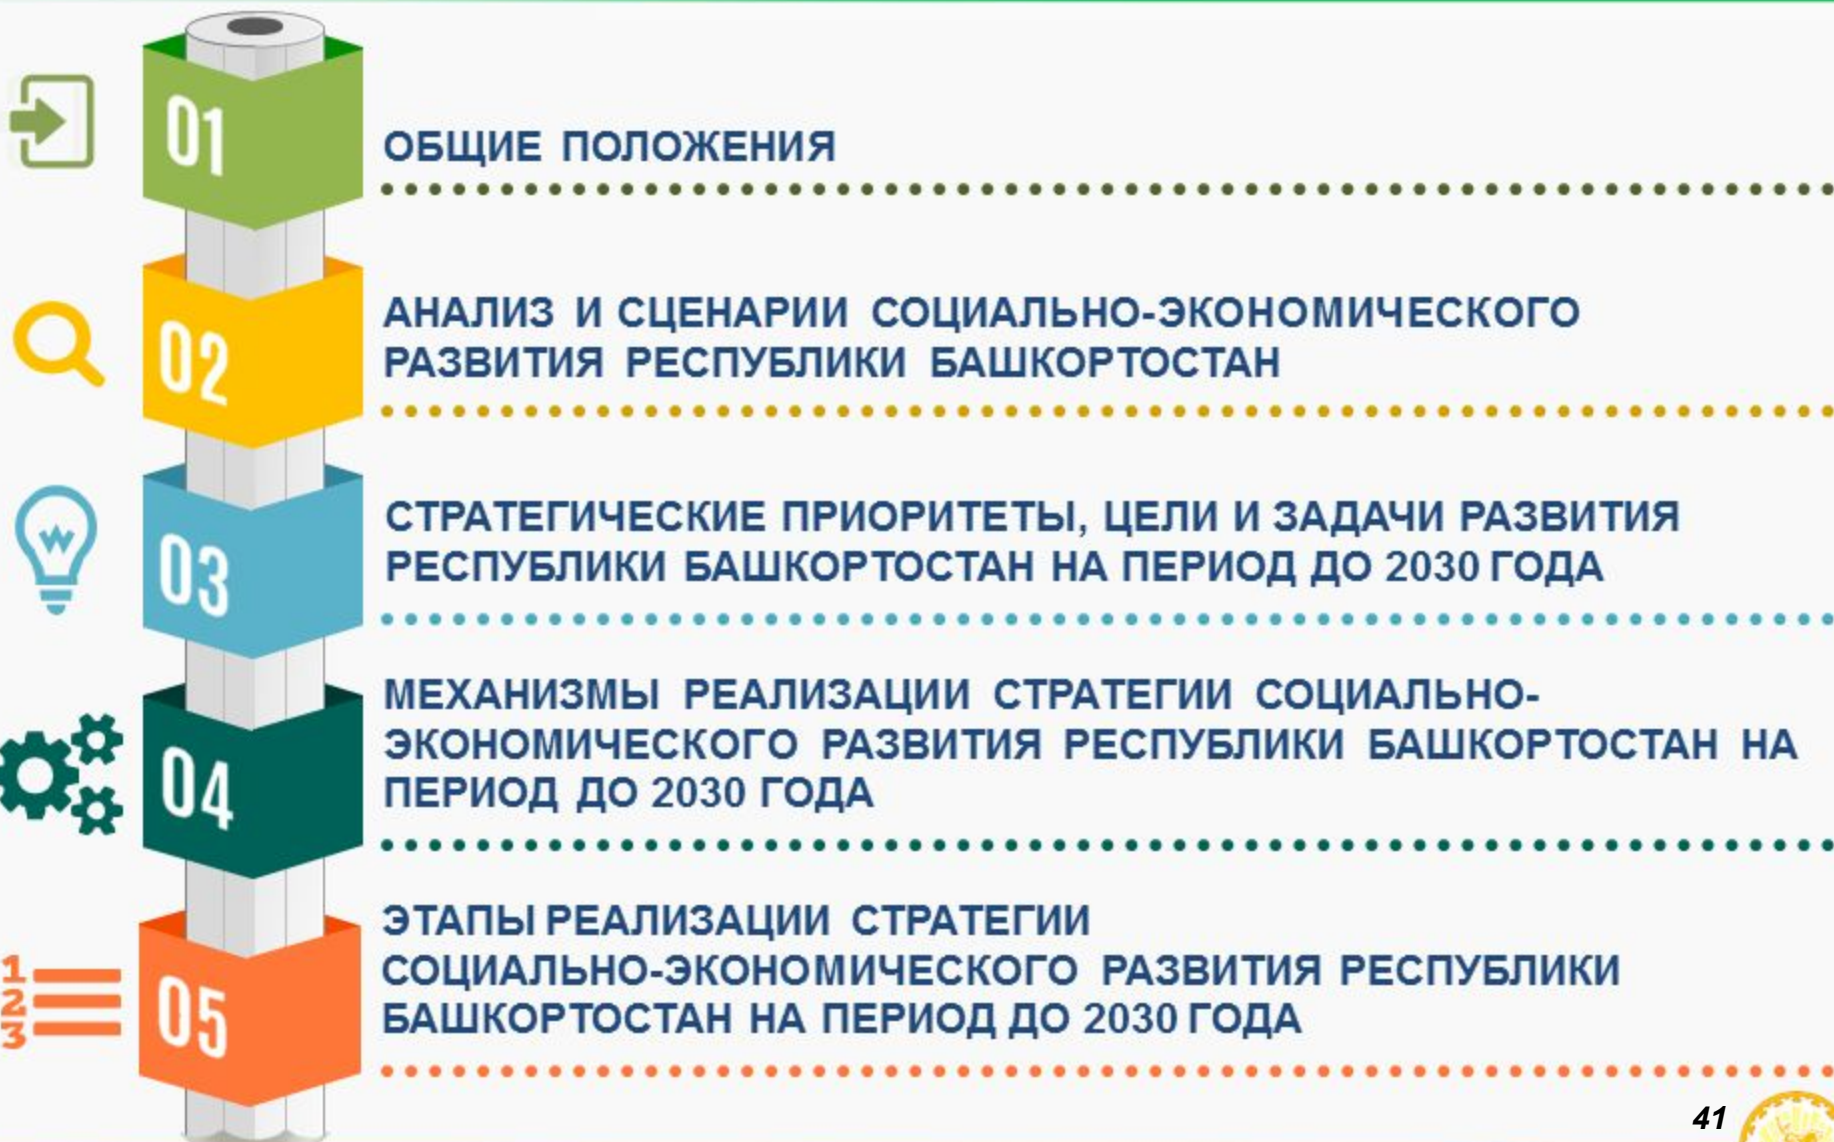 01
ОБЩИЕ ПОЛОЖЕНИЯ
02
АНАЛИЗ И СЦЕНАРИИ СОЦИАЛЬНО-ЭКОНОМИЧЕСКОГО
РАЗВИТИЯ РЕСПУБЛИКИ БАШКОРТОСТАН
03
СТРАТЕГИЧЕСКИЕ ПРИОРИТЕТЫ, ЦЕЛИ И ЗАДАЧИ РАЗВИТИЯ
РЕСПУБЛИКИ БАШКОРТОСТАН НА ПЕРИОД ДО 2030 ГОДА
04
МЕХАНИЗМЫ РЕАЛИЗАЦИИ СТРАТЕГИИ СОЦИАЛЬНО-
ЭКОНОМИЧЕСКОГО РАЗВИТИЯ РЕСПУБЛИКИ БАШКОРТОСТАН НА
ПЕРИОД ДО 2030 ГОДА
1
2
3
05
ЭТАПЫ РЕАЛИЗАЦИИ СТРАТЕГИИ
СОЦИАЛЬНО-ЭКОНОМИЧЕСКОГО РАЗВИТИЯ РЕСПУБЛИКИ
БАШКОРТОСТАН НА ПЕРИОД ДО 2030 ГОДА
41